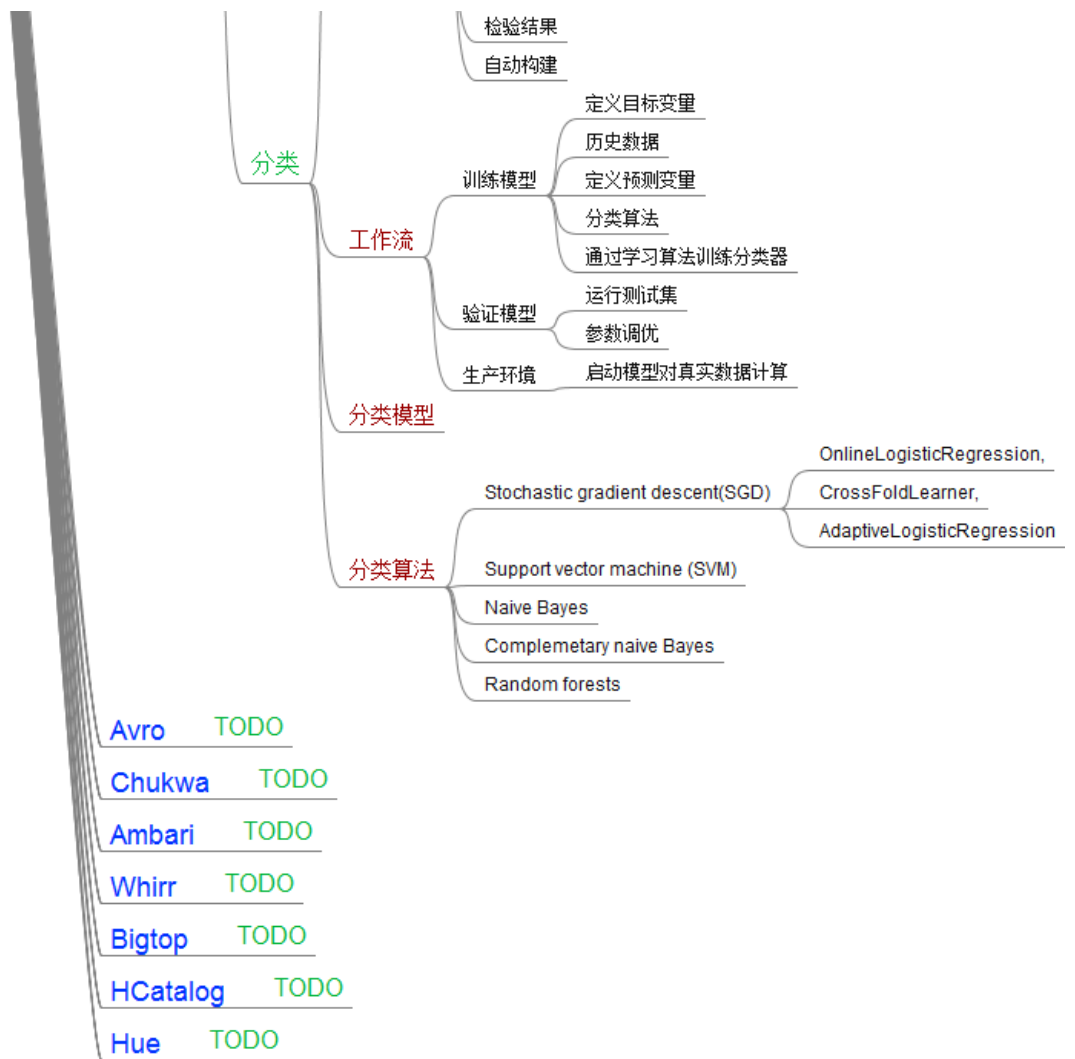 检验结果
自动构建
分类
工作流
训练模型
定义目标变量
历史数据
定义预测变量
分类算法
通过学习算法训练分类器
验证模型
运行测试集
参数调优
生产环境
启动模型对真实数据计算
分类模型
分类算法
Stochastic gradient descent(SGD)
OnlineLogisticRegression,
CrossFoldLearner,
AdaptiveLogisticRegression
Support vector machine (SVM)
Naive Bayes
Complemetary naive Bayes
Random forests
Avro TODO
Chukwa TODO
Ambari TODO
Whirr TODO
Bigtop TODO
HCatalog TODO
Hue TODO